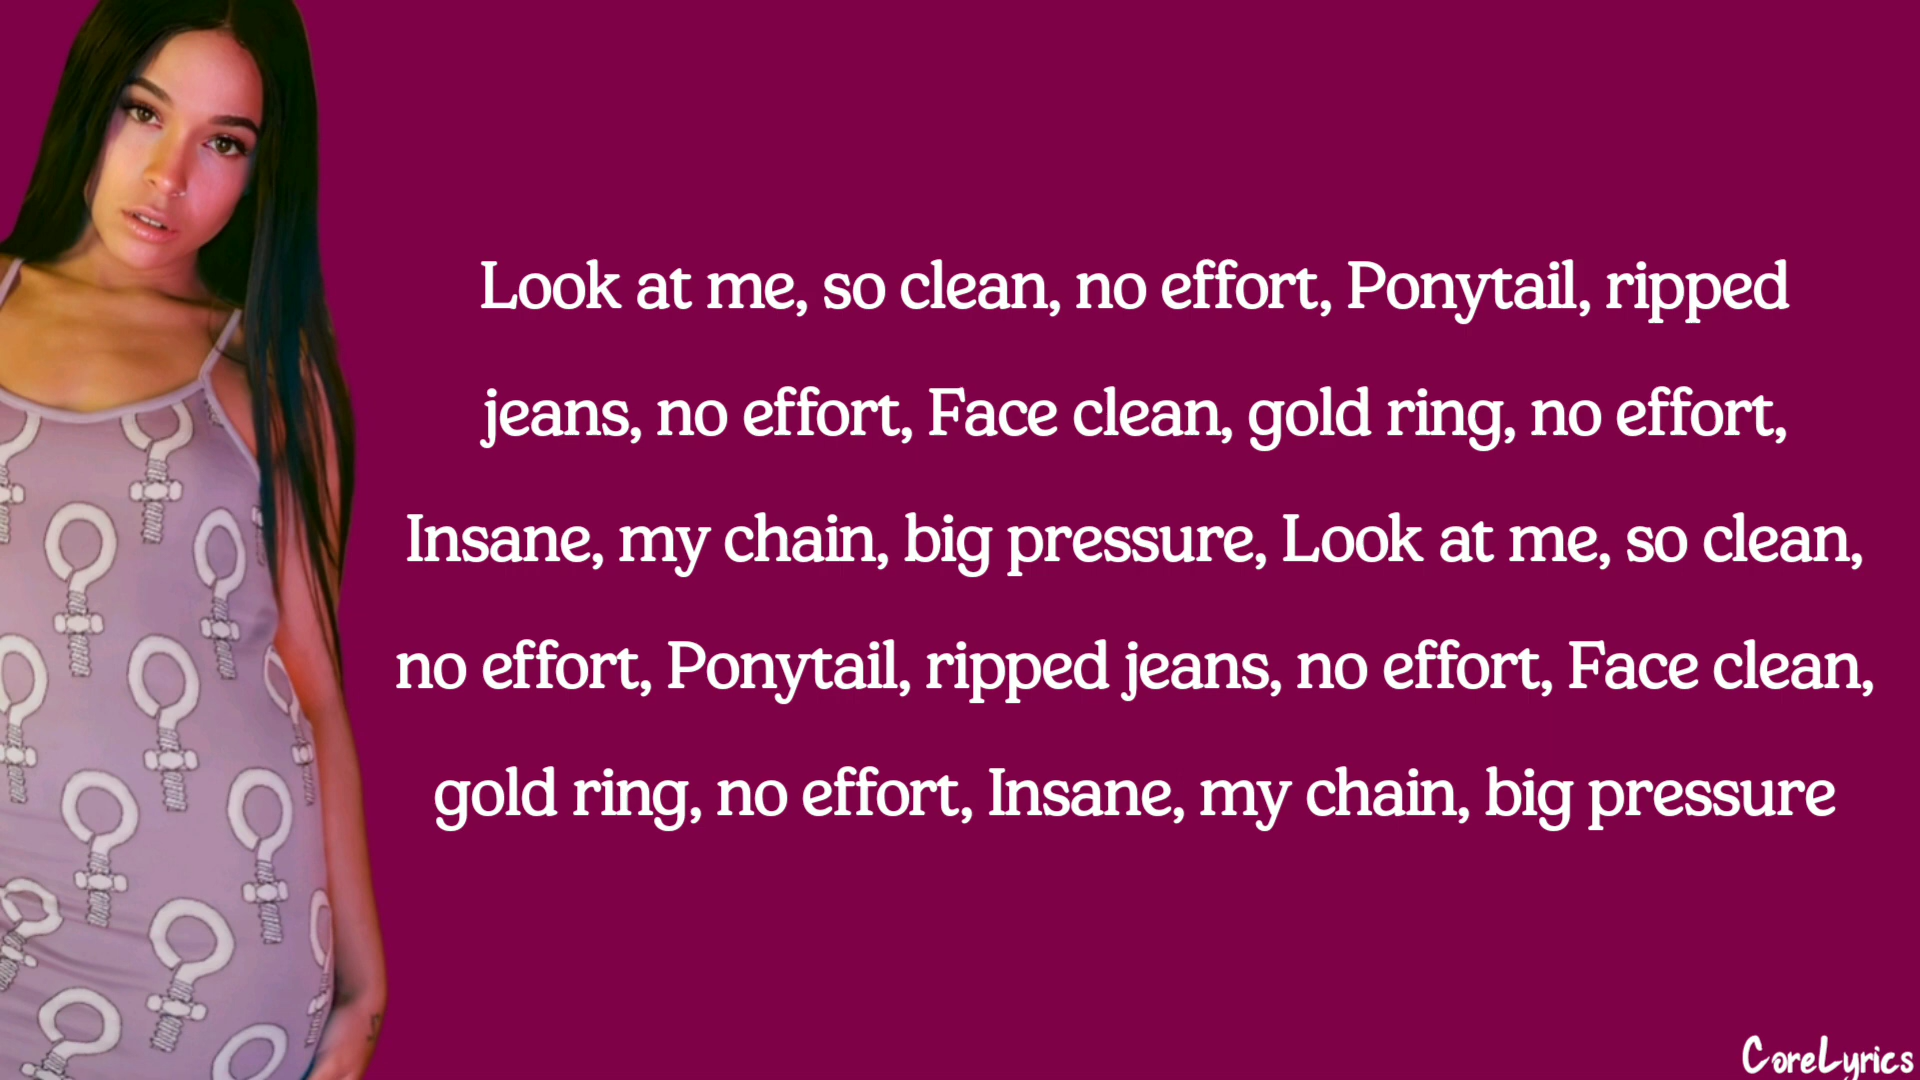 Look at me, so clean, no effort, Ponytail, ripped
jeans, no effort, Face clean, gold ring, no effort,
Insane, my chain, big pressure, Look at me, so clean,
no effort, Ponytail, ripped jeans, no effort, Face clean,
gold ring, no effort, Insane, my chain, big pressure
CoreLyrics